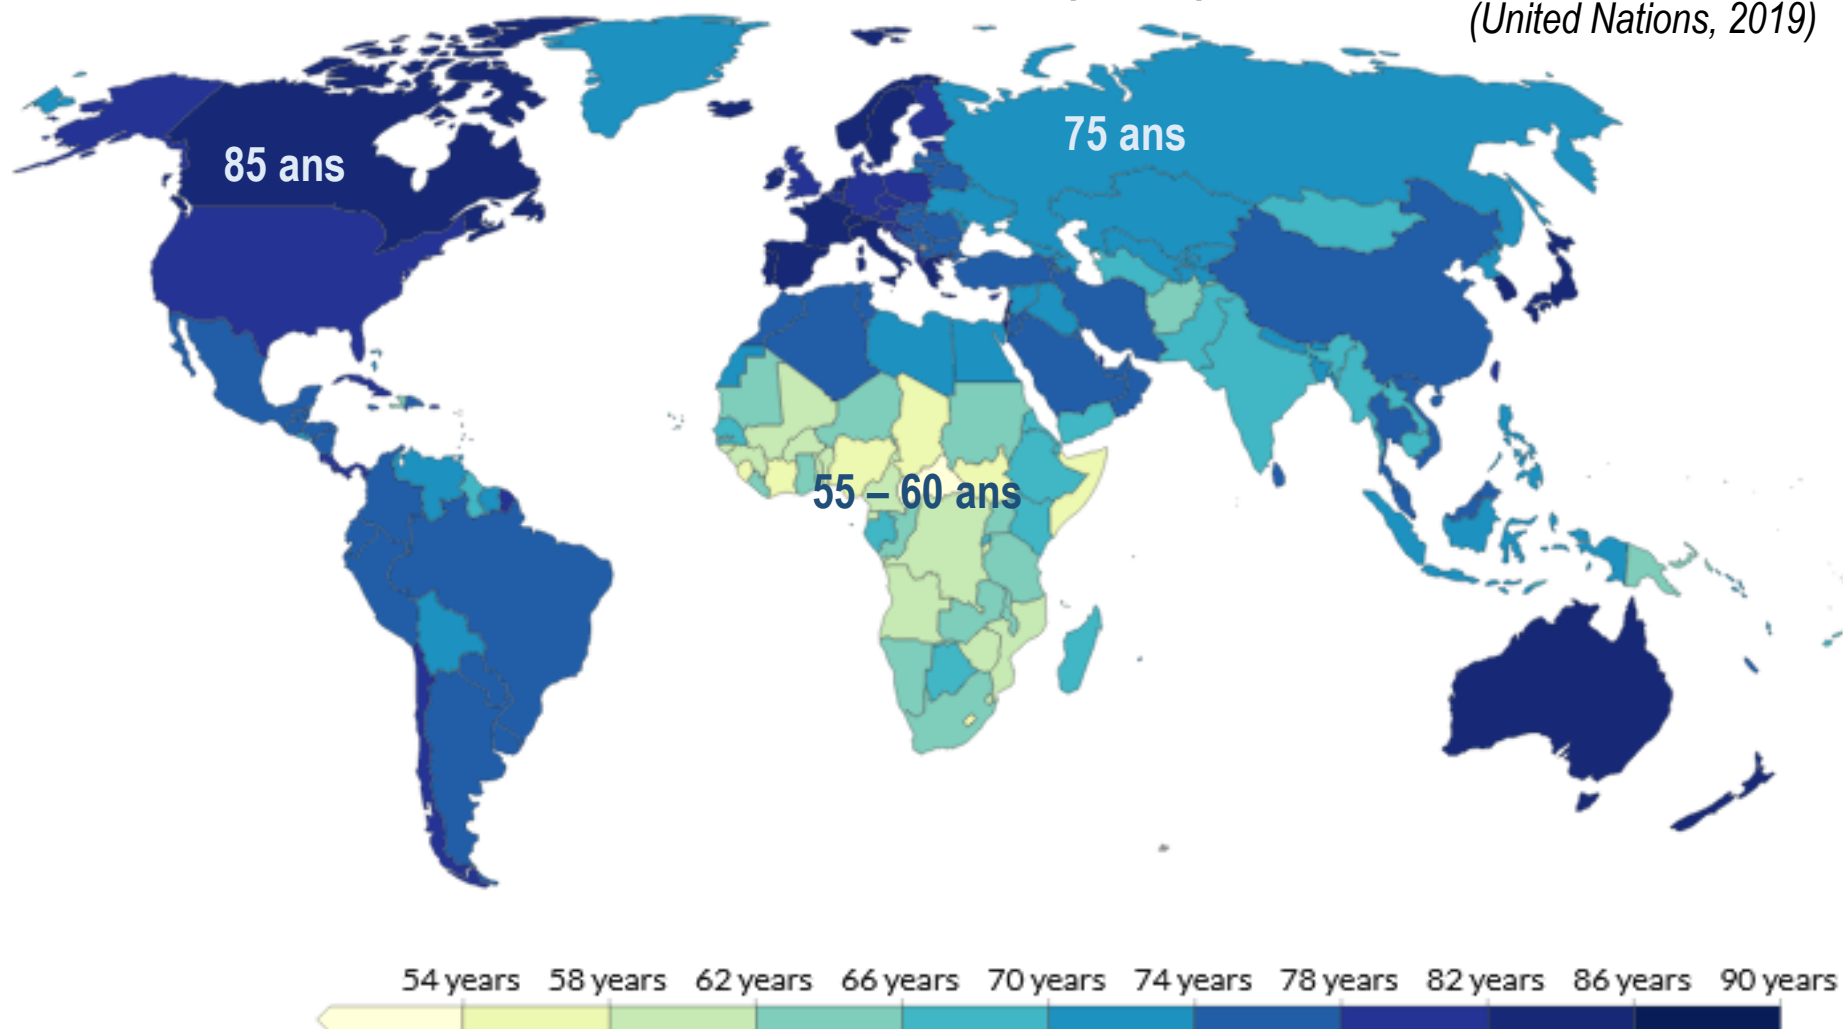 (United Nations, 2019)
85 ans
75 ans
55 – 60 ans
54 years 58 years 62 years 66 years 70 years 74 years 78 years 82 years 86 years 90 years